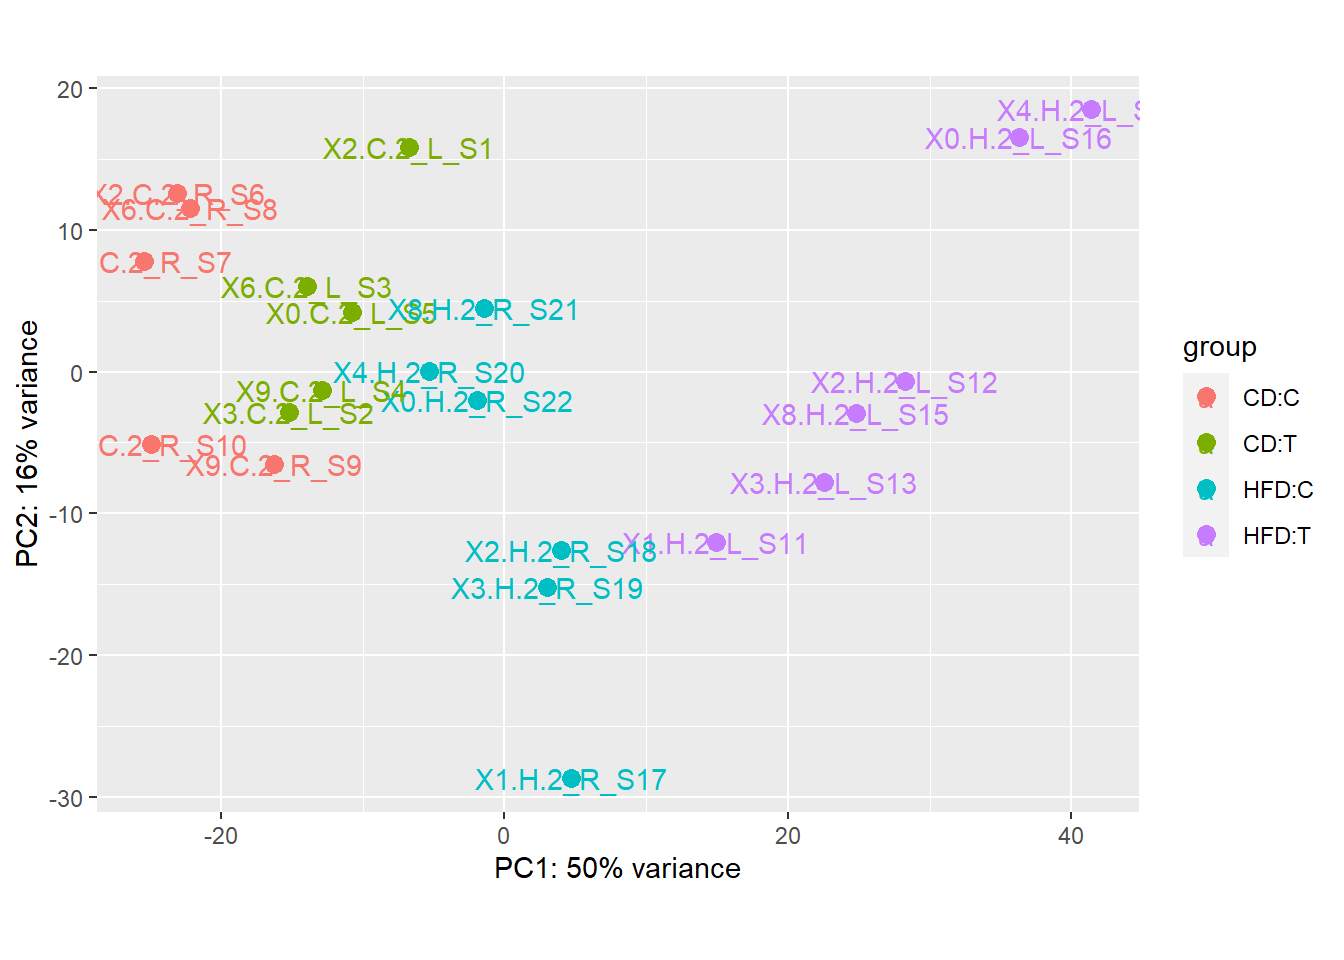 20
X4.H.2_L_S
X0.H.2_L_S16
X2.C.2_L_S1
X2.C.2_R_S6
X6.C.2_R_S8
10
C.2_R_S7
X6.C.2_L_S3
X8.H.2_R_S21
X0.C.2_L_S5
0
X4.H.2_R_S20
X2.H.2_L_S12
X9.C.2_L_S4
X0.H.2_R_S22
X3.C.2_L_S2
X8.H.2_L_S15
C.2_R_S10
X9.C.2_R_S9
X3.H.2_L_S13
-10
X1.H.2_L_S11
X2.H.2_R_S18
X3.H.2_R_S19
-20
X1.H.2_R_S17
-30
-20 0 20 40
PC1: 50% variance
PC2: 16% variance
group
CD:C
CD:T
HFD:C
HFD:T